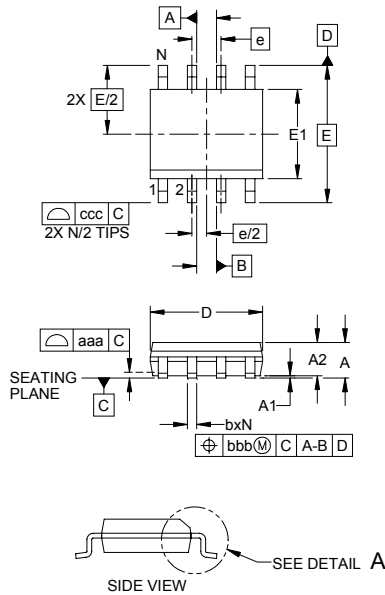 A
e
D
N
2X E/2
E1
E
1 2
⌓ ccc C
2X N/2 TIPS
e/2
B
D
⌓ aaa C
A2 A
SEATING
PLANE
A1
C
bxN
⌖ bbb Ⓜ C A-B D
SEE DETAIL A
SIDE VIEW